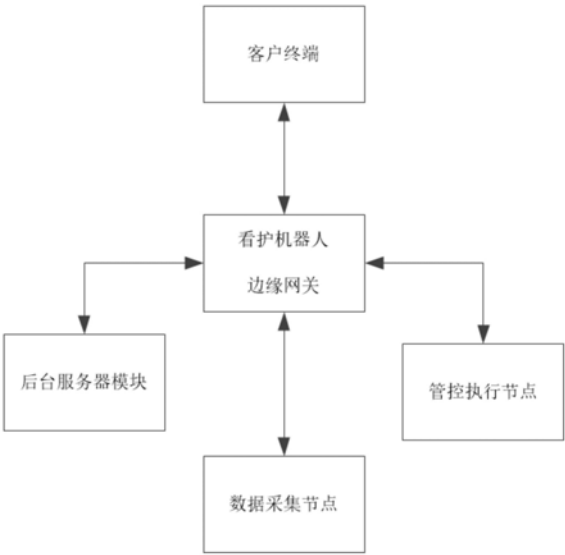 客户终端
看护机器人
边缘网关
后台服务器模块
管控执行节点
数据采集节点